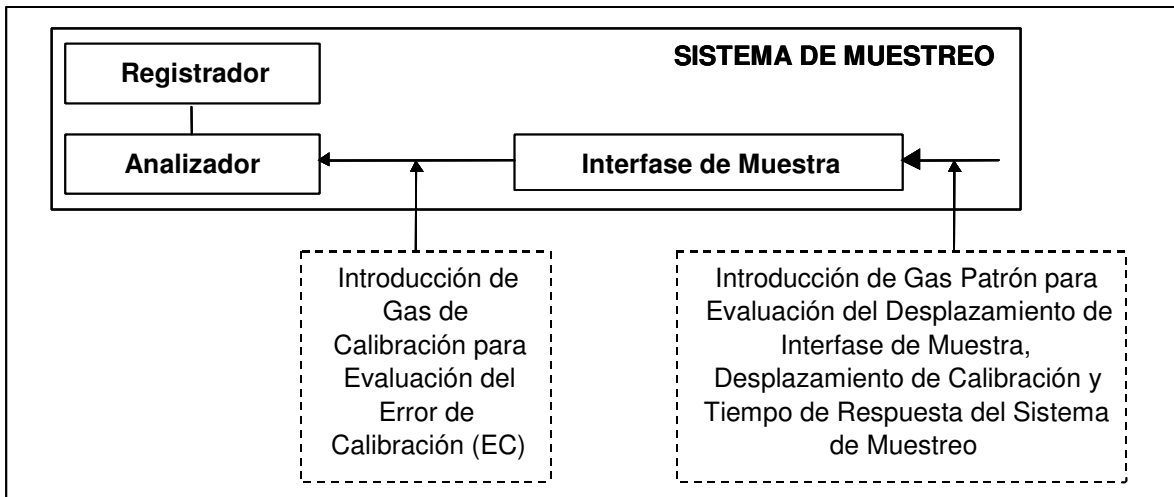 SISTEMA DE MUESTREO
Registrador
Analizador
Interfase de Muestra
Introducción de
Gas de
Calibración para
Evaluación del
Error de
Calibración (EC)
Introducción de Gas Patrón para
Evaluación del Desplazamiento de
Interfase de Muestra,
Desplazamiento de Calibración y
Tiempo de Respuesta del Sistema
de Muestreo